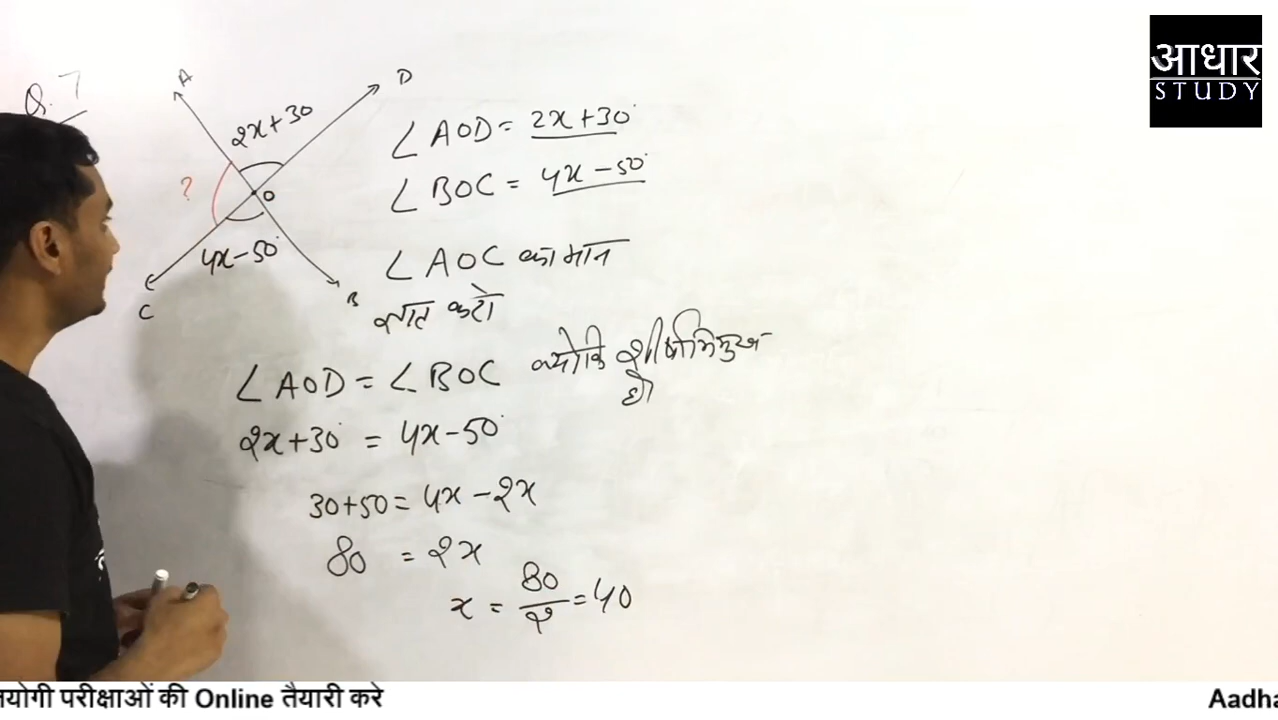 आधार
STUDY
Q. 7
A
D
2x+30
?
O
4x-50°
C
B
∠AOD = 2x+30°
∠BOC = 4x-50°
∠AOC का मान
ज्ञात करो
∠AOD = ∠BOC क्योकि शीर्षाभिमुख
है।
2x+30° = 4x-50°
30+50 = 4x-2x
80 = 2x
x = 80/2 = 40
परीक्षाओं की Online तैयारी करे